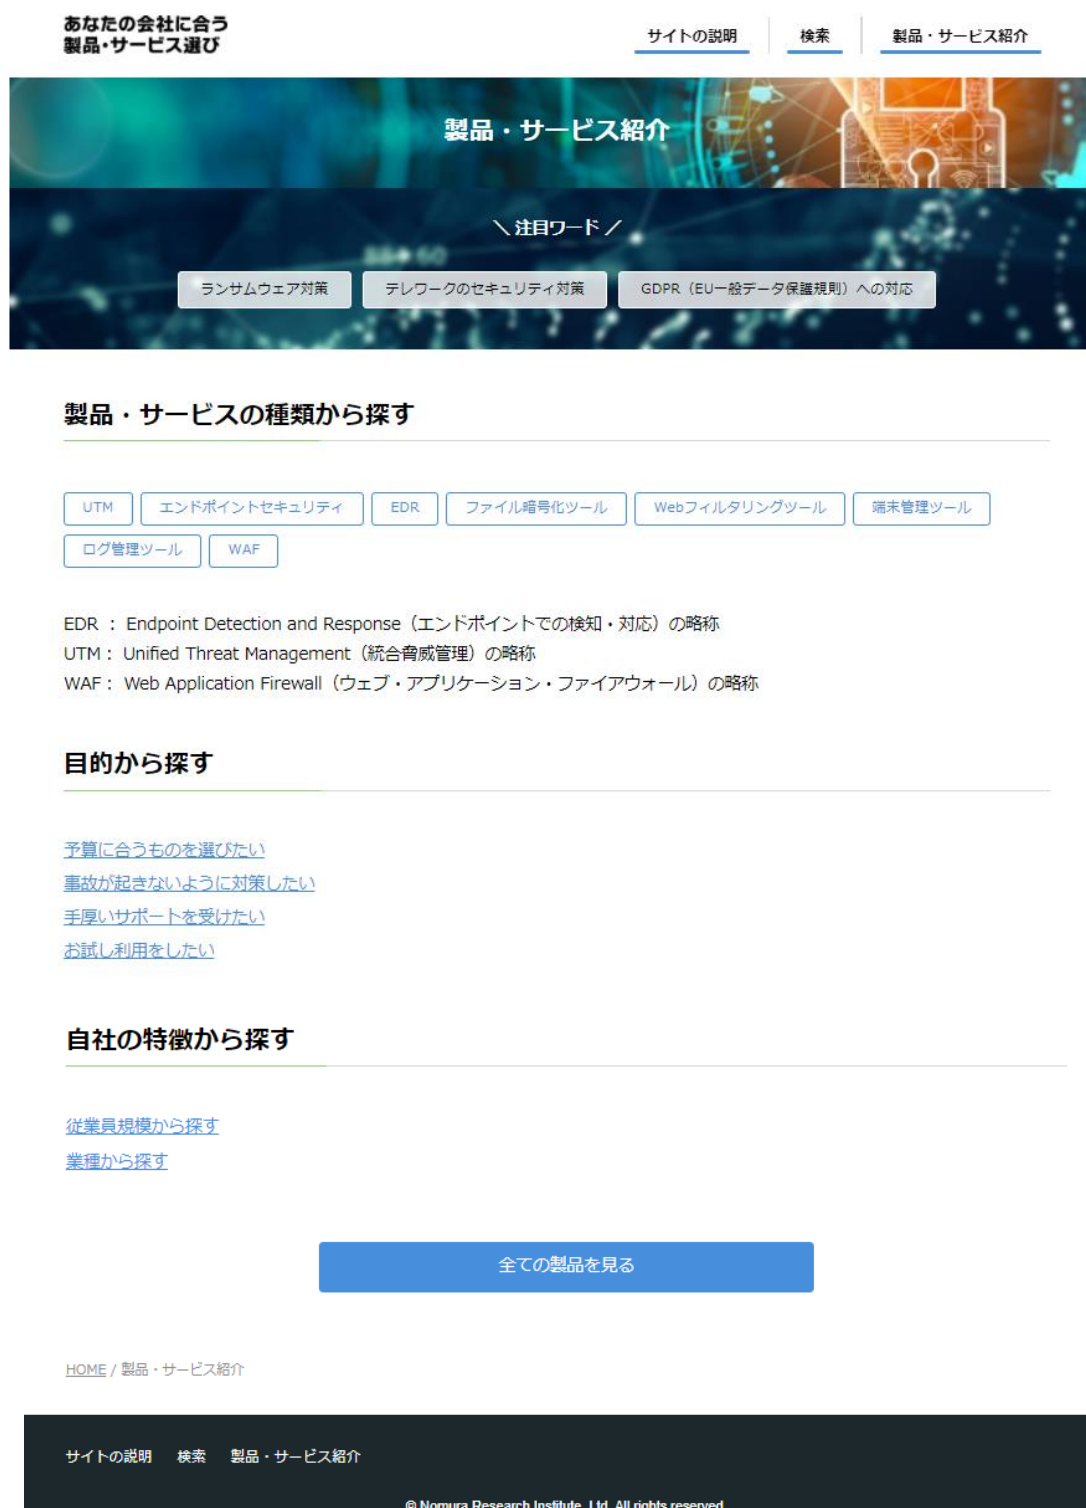 あなたの会社に合う
製品・サービス選び
サイトの説明 検索 製品・サービス紹介
製品・サービス紹介
＼ 注目ワード ／
ランサムウェア対策 テレワークのセキュリティ対策 GDPR（EU一般データ保護規則）への対応
製品・サービスの種類から探す
UTM エンドポイントセキュリティ EDR ファイル暗号化ツール Webフィルタリングツール 端末管理ツール
ログ管理ツール WAF
EDR ： Endpoint Detection and Response（エンドポイントでの検知・対応）の略称
UTM： Unified Threat Management（統合脅威管理）の略称
WAF： Web Application Firewall（ウェブ・アプリケーション・ファイアウォール）の略称
目的から探す
予算に合うものを選びたい
事故が起きないように対策したい
手厚いサポートを受けたい
お試し利用をしたい
自社の特徴から探す
従業員規模から探す
業種から探す
全ての製品を見る
HOME / 製品・サービス紹介
サイトの説明 検索 製品・サービス紹介
© Nomura Research Institute, Ltd. All rights reserved.